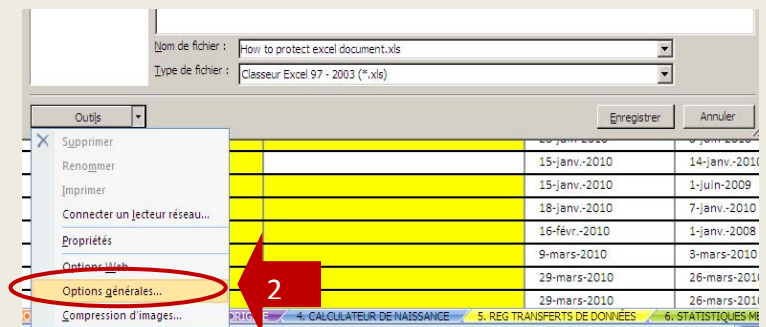 Nom de fichier : How to protect excel document.xls
Type de fichier : Classeur Excel 97 - 2003 (*.xls)
Outils Enregistrer Annuler
Supprimer
Renommer 15-janv.-2010 14-janv.-2010
Imprimer 15-janv.-2010 1-juin-2009
Connecter un lecteur réseau... 18-janv.-2010 7-janv.-2010
Propriétés 16-févr.-2010 1-janv.-2008
Options Web 9-mars-2010 3-mars-2010
Options générales... 2 29-mars-2010 26-mars-201
Compression d'images... 29-mars-2010 26-mars-201
4. CALCULATEUR DE NAISSANCE 5. REG TRANSFERTS DE DONNÉES 6. STATISTIQUES ME